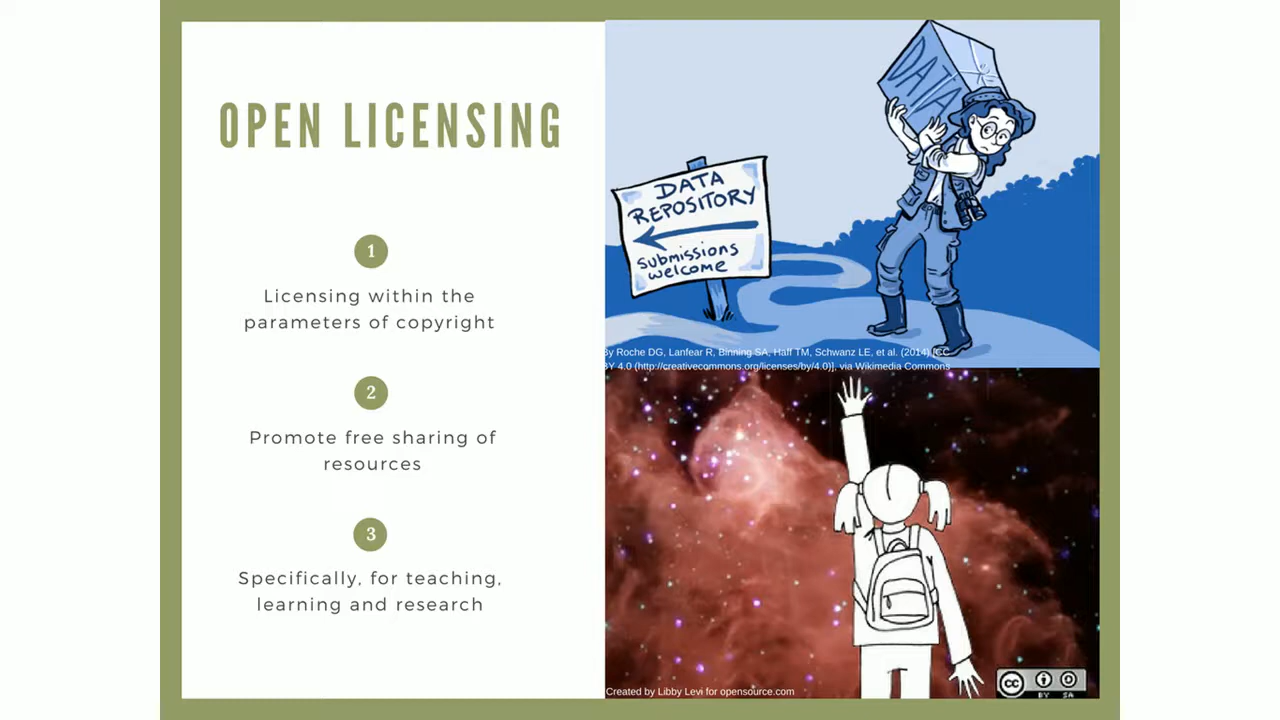 OPEN LICENSING
1
Licensing within the
parameters of copyright
2
Promote free sharing of
resources
3
Specifically, for teaching,
learning and research
DATA
DATA
REPOSITORY
Submissions
welcome
By Roche DG, Lanfear R, Binning SA, Haff TM, Schwanz LE, et al. (2014) [CC
BY 4.0 (http://creativecommons.org/licenses/by/4.0)], via Wikimedia Commons
Created by Libby Levi for opensource.com
CC
BY SA